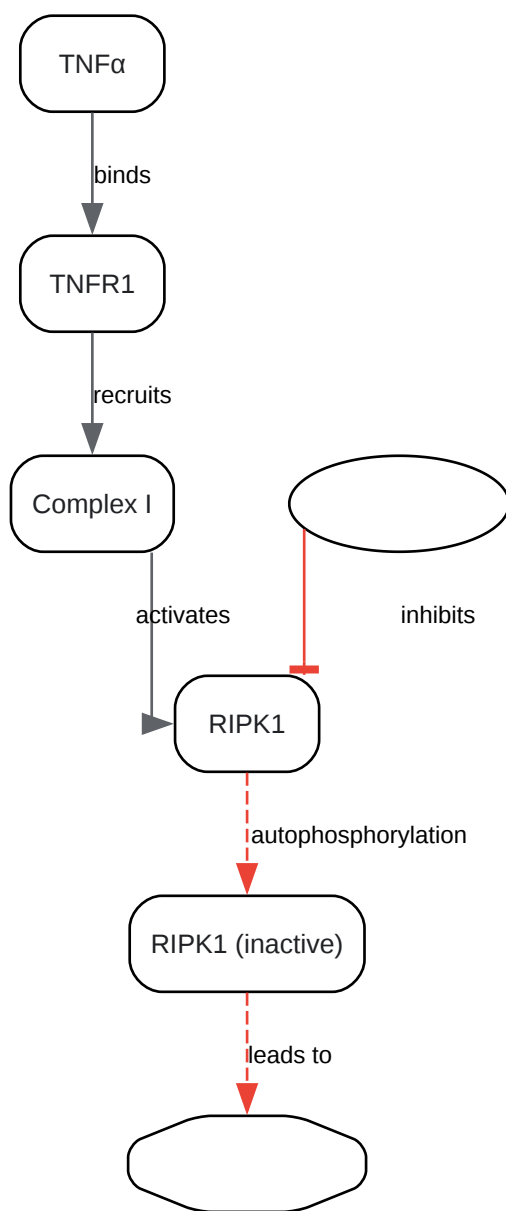 TNFα
binds
TNFR1
recruits
Complex I
activates
inhibits
RIPK1
autophosphorylation
RIPK1 (inactive)
leads to